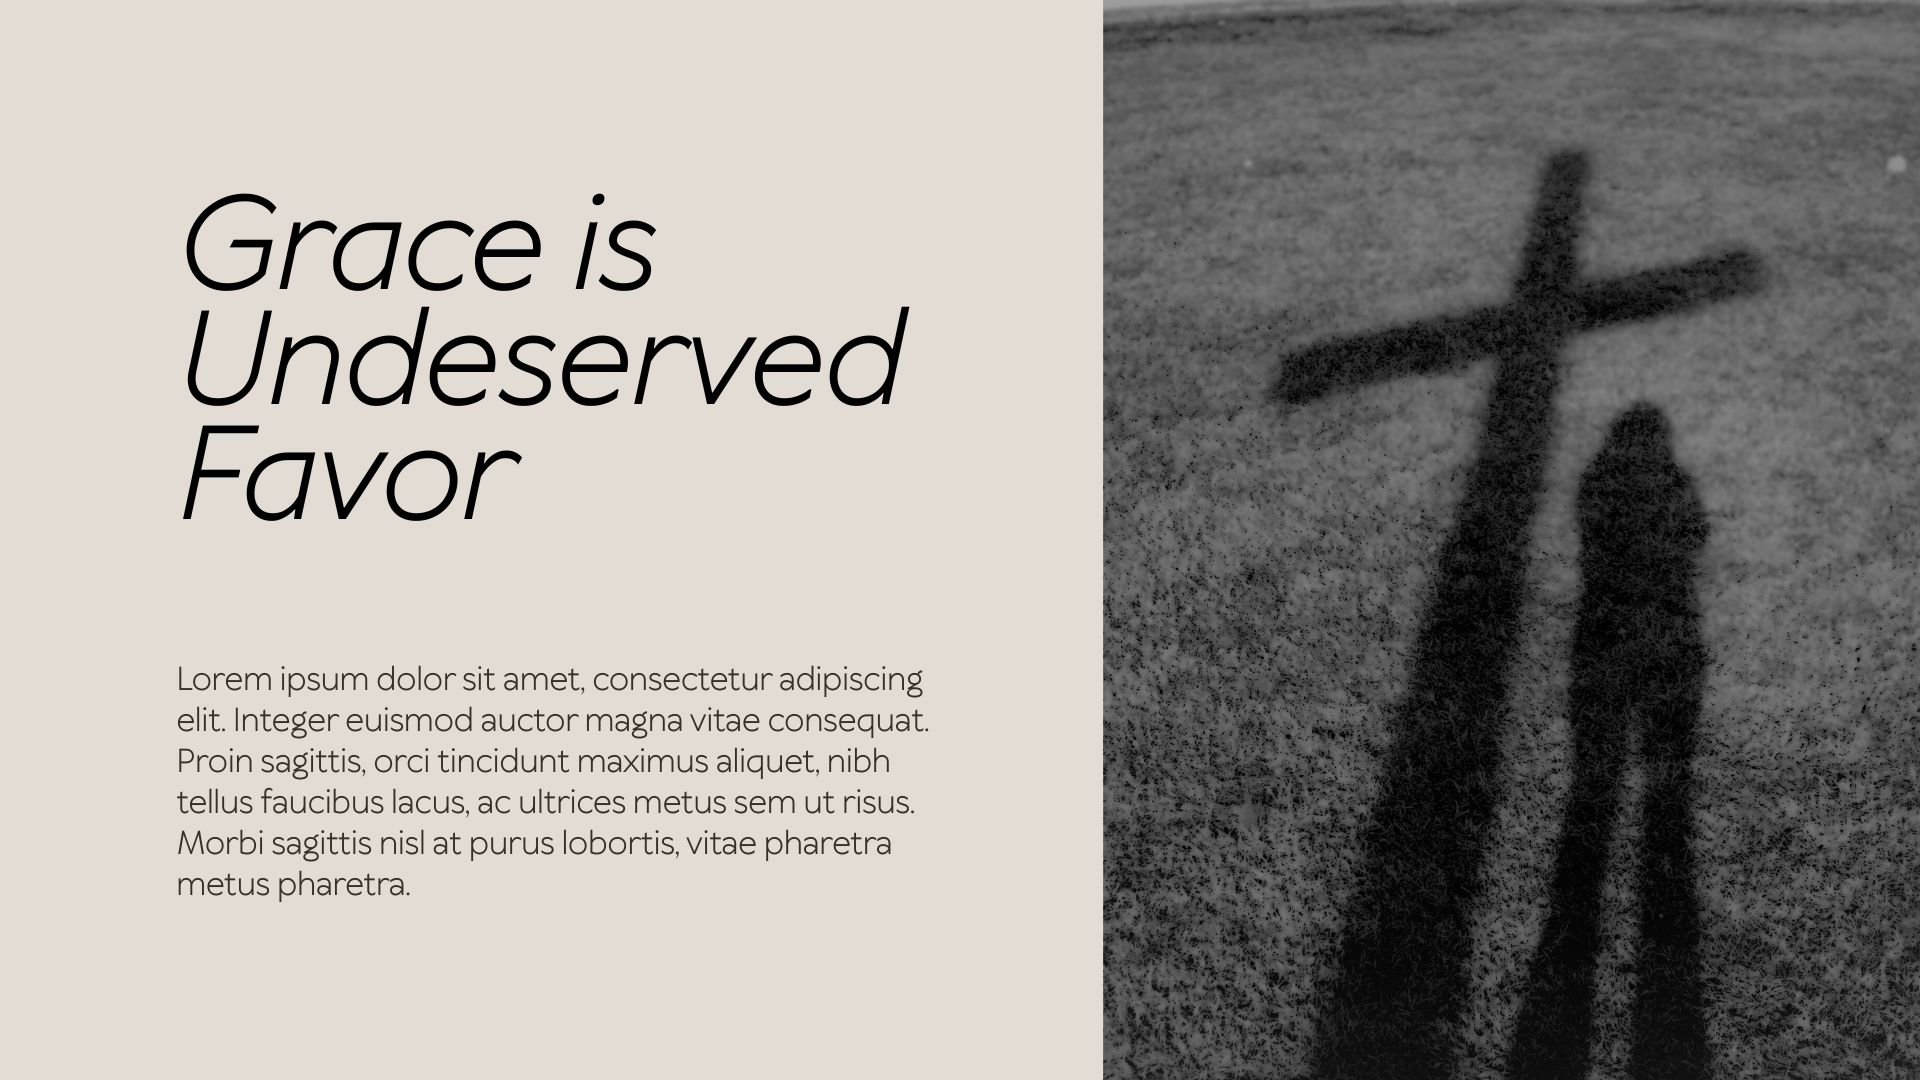 Grace is
Undeserved
Favor
Lorem ipsum dolor sit amet, consectetur adipiscing
elit. Integer euismod auctor magna vitae consequat.
Proin sagittis, orci tincidunt maximus aliquet, nibh
tellus faucibus lacus, ac ultrices metus sem ut risus.
Morbi sagittis nisl at purus lobortis, vitae pharetra
metus pharetra.